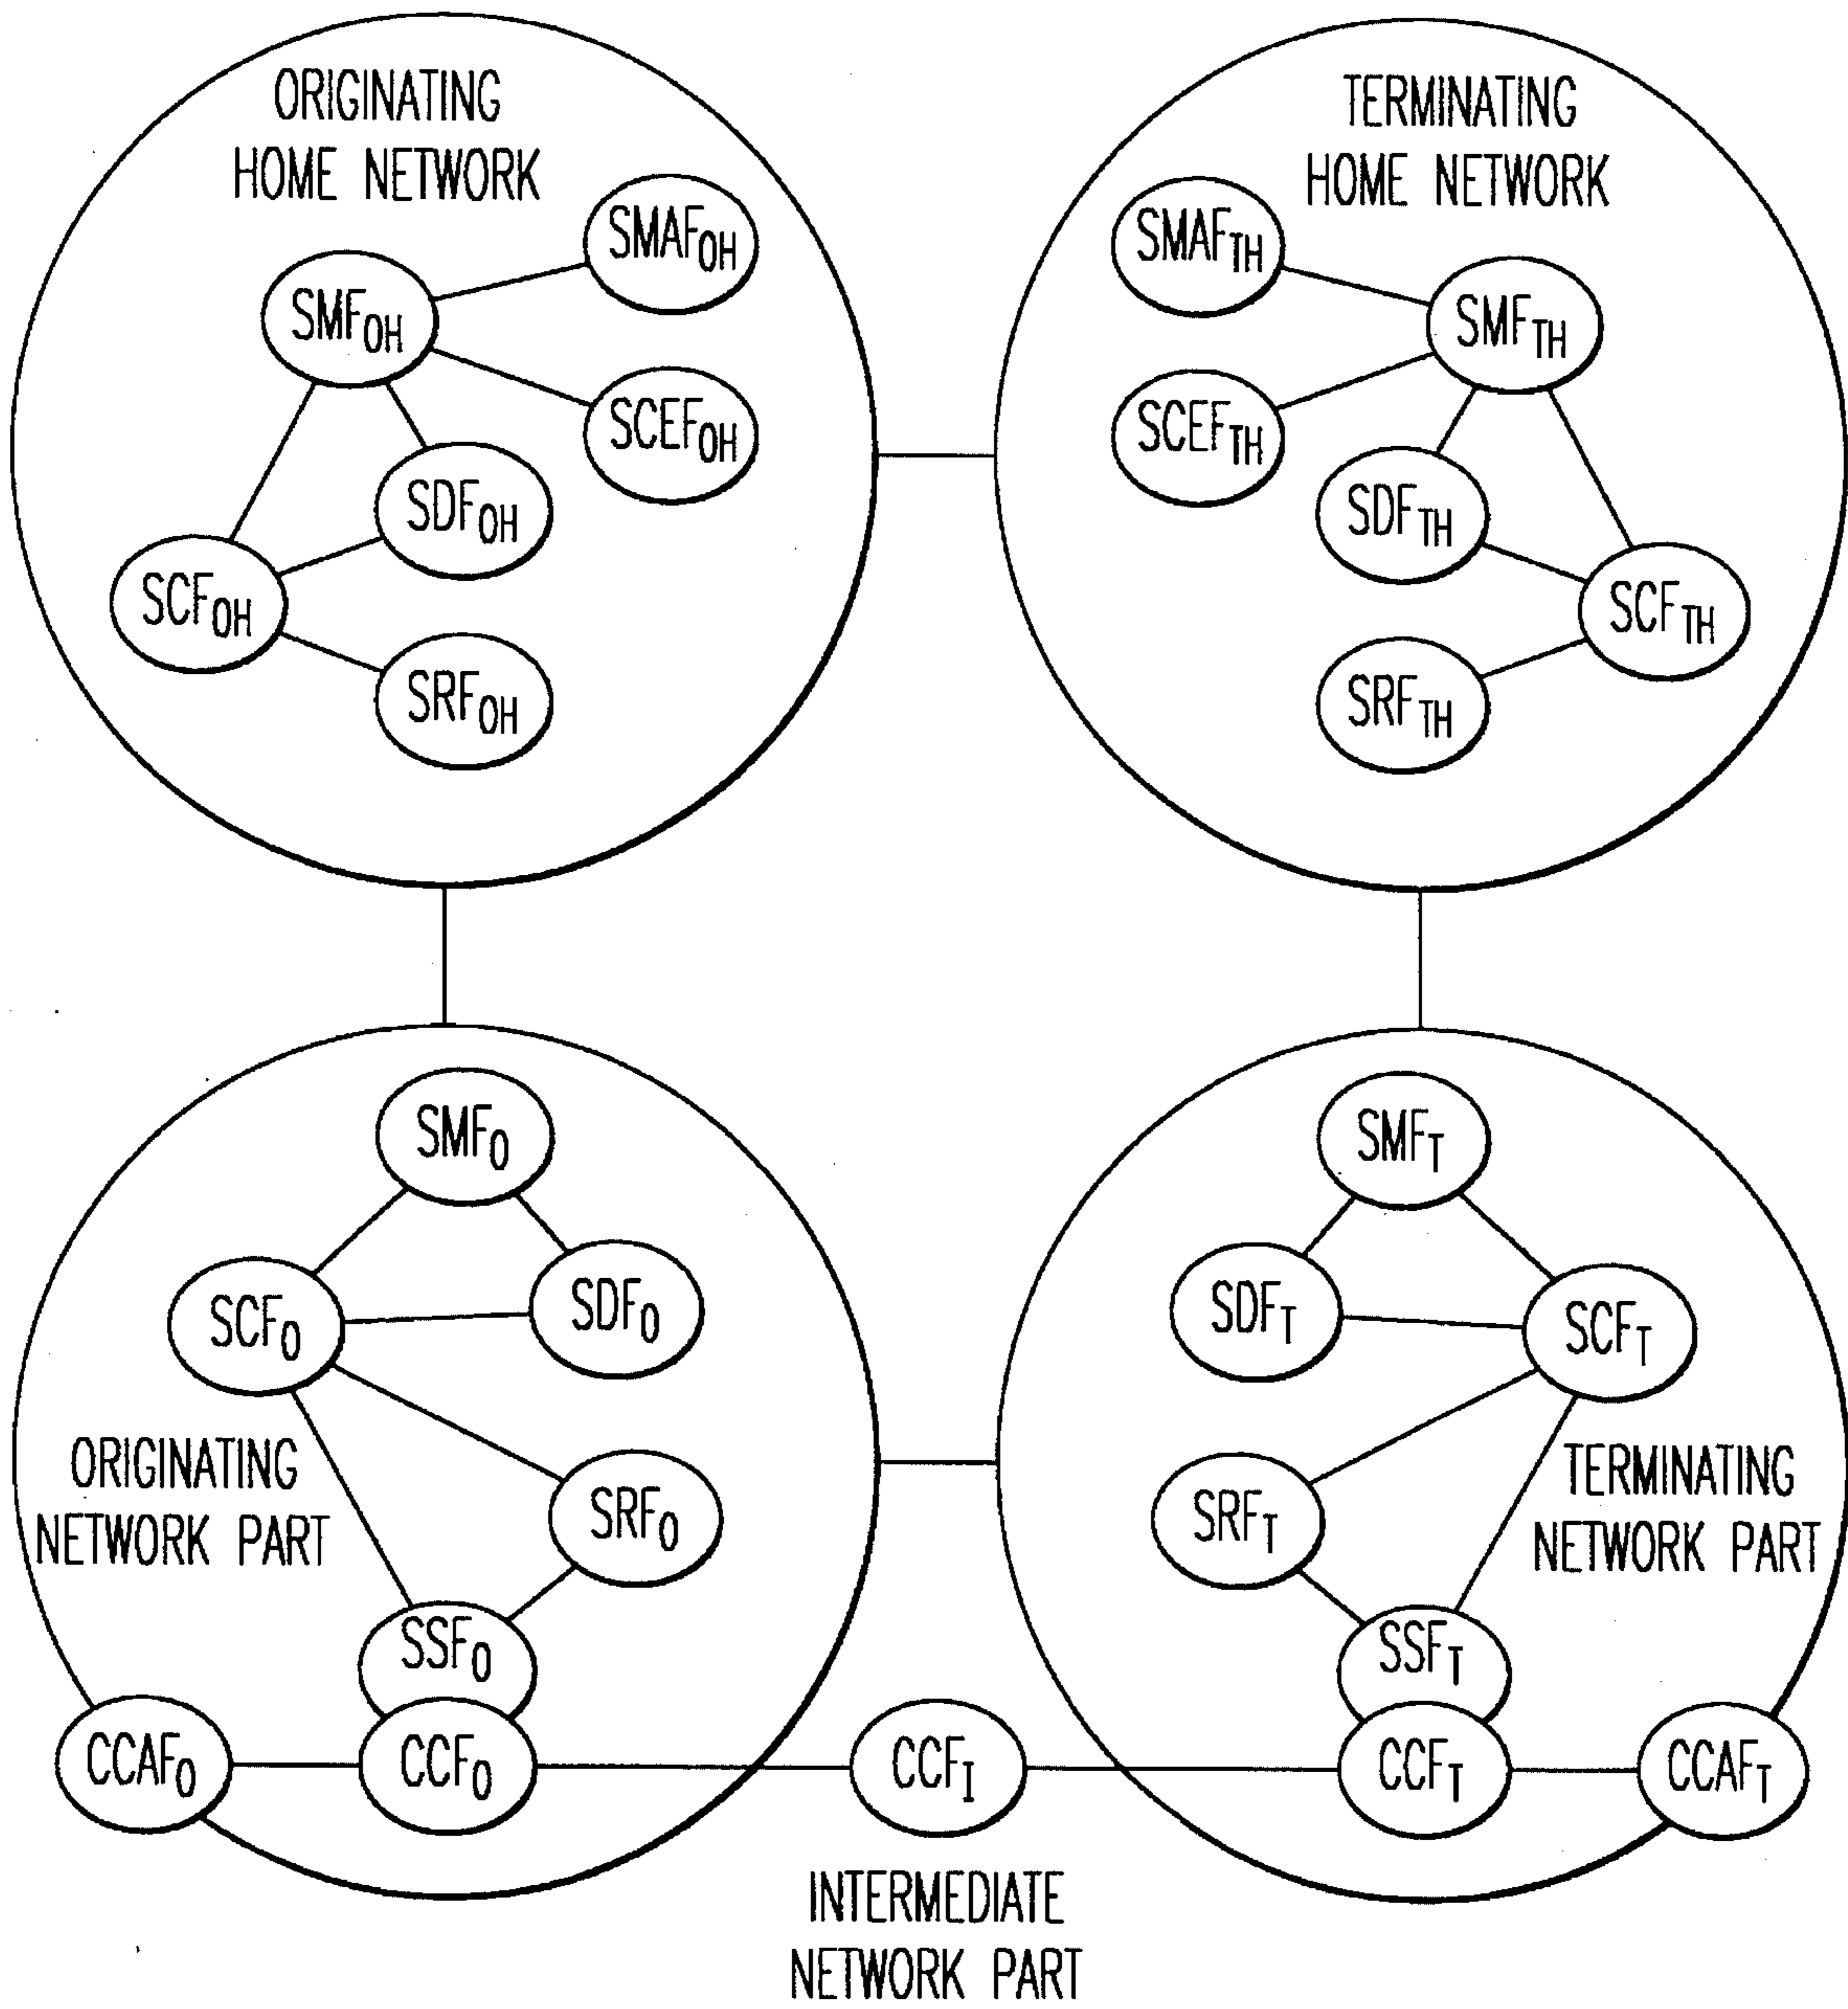 ORIGINATING
HOME NETWORK
SMAF_OH
SMF_OH
SCEF_OH
SDF_OH
SCF_OH
SRF_OH
TERMINATING
HOME NETWORK
SMAF_TH
SMF_TH
SCEF_TH
SDF_TH
SCF_TH
SRF_TH
SMF_O
SCF_O
SDF_O
ORIGINATING
NETWORK PART
SRF_O
SSF_O
CCAF_O
CCF_O
CCF_I
INTERMEDIATE
NETWORK PART
SMF_T
SDF_T
SCF_T
TERMINATING
NETWORK PART
SRF_T
SSF_T
CCF_T
CCAF_T